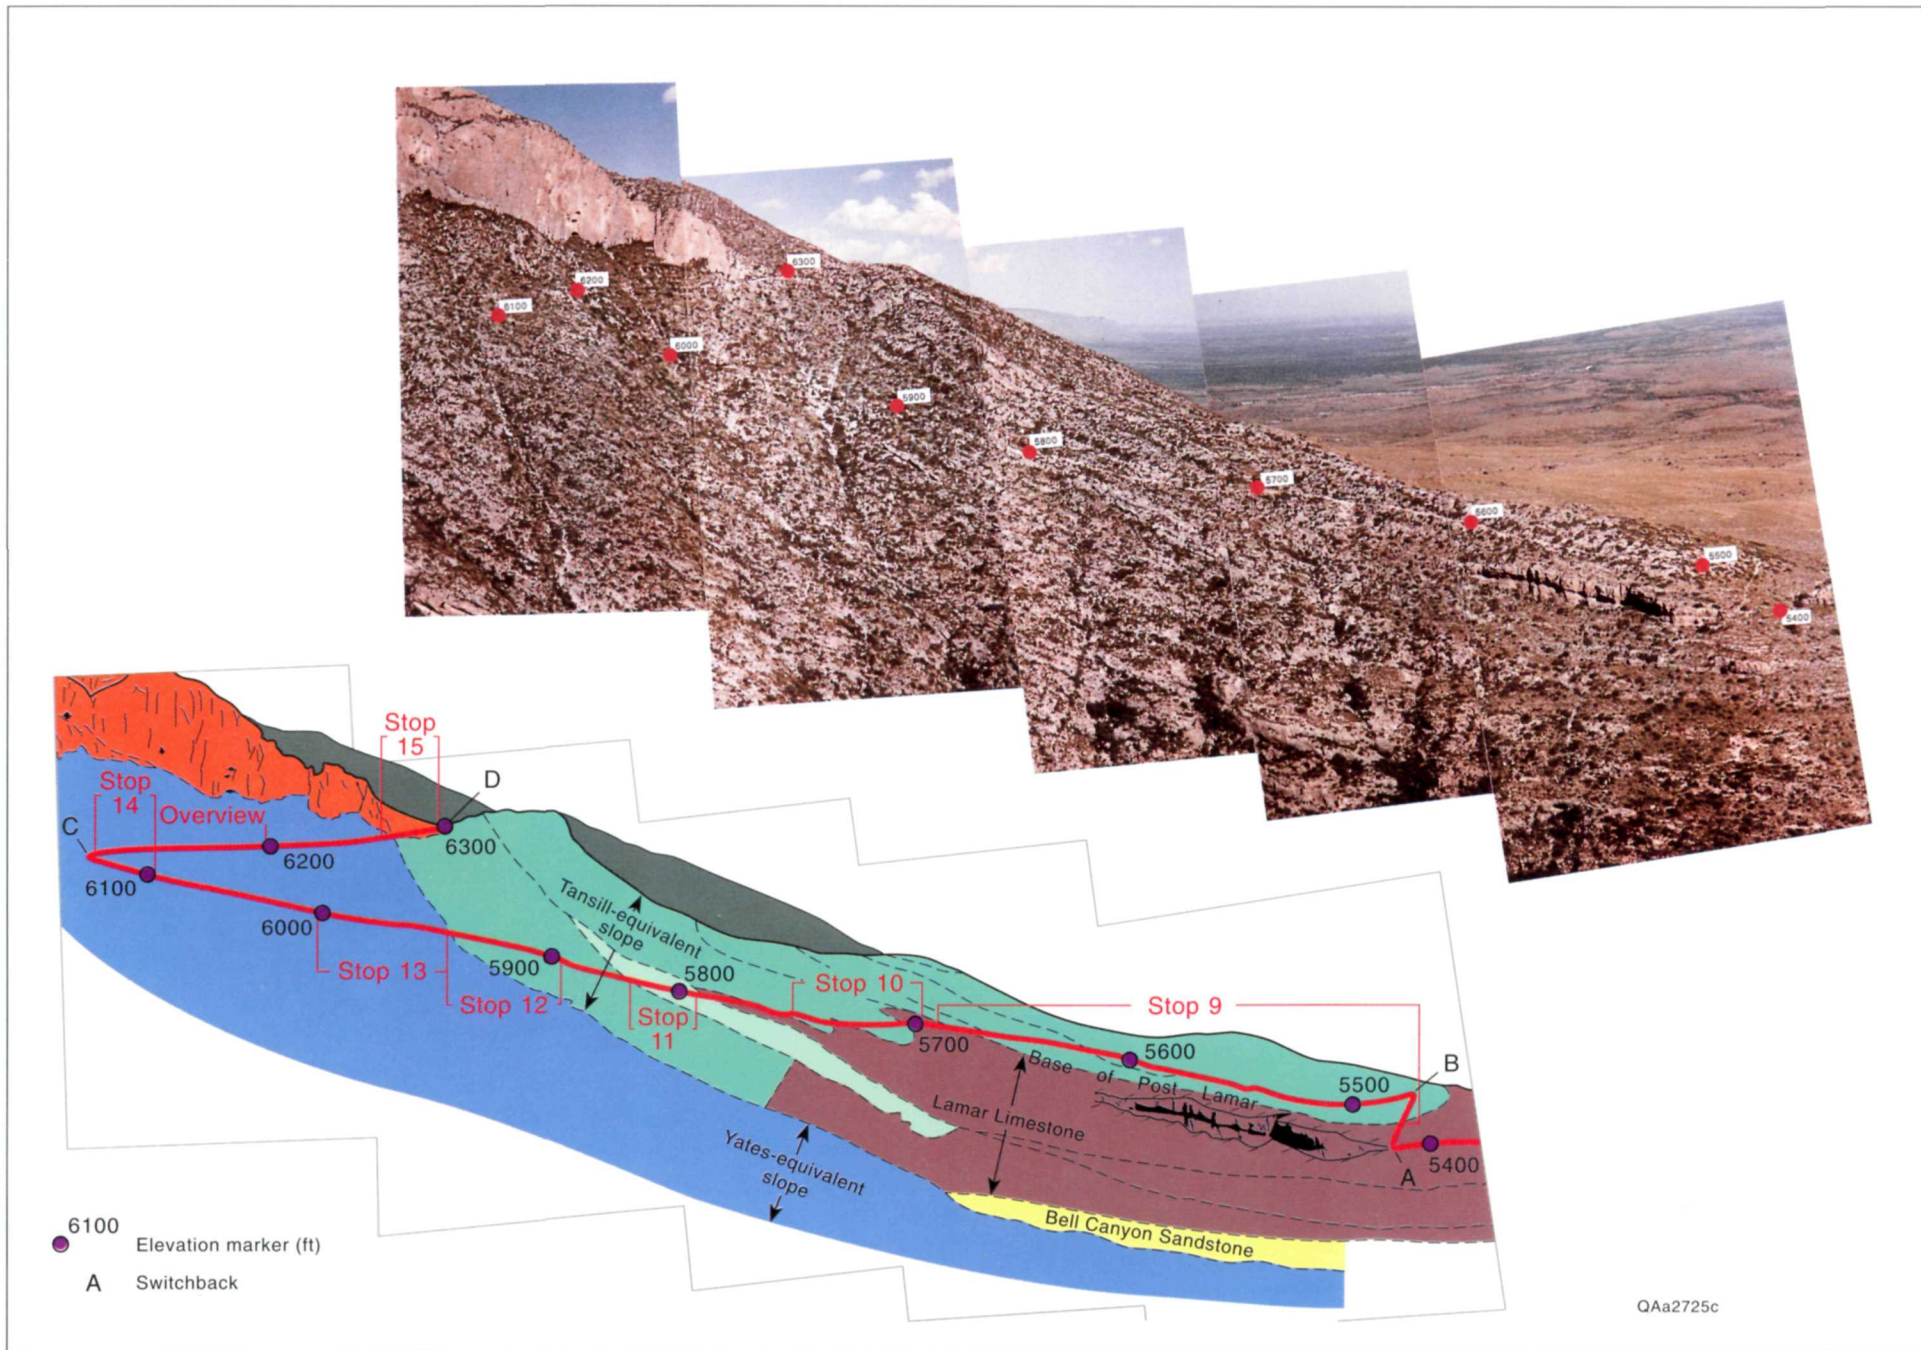 6300
6200
6100
6000
5900
5800
5700
5600
5500
5400
Stop
15
D
Stop
14
Overview
C
6200
6300
6100
Tansill-equivalent
slope
6000
5900
5800
Stop 13
Stop 12
Stop 10
Stop 9
Stop
11
5700
5600
B
Base of Post - Lamar
5500
Lamar Limestone
5400
A
Yates-equivalent
slope
Bell Canyon Sandstone
6100
Elevation marker (ft)
A Switchback
QAa2725c